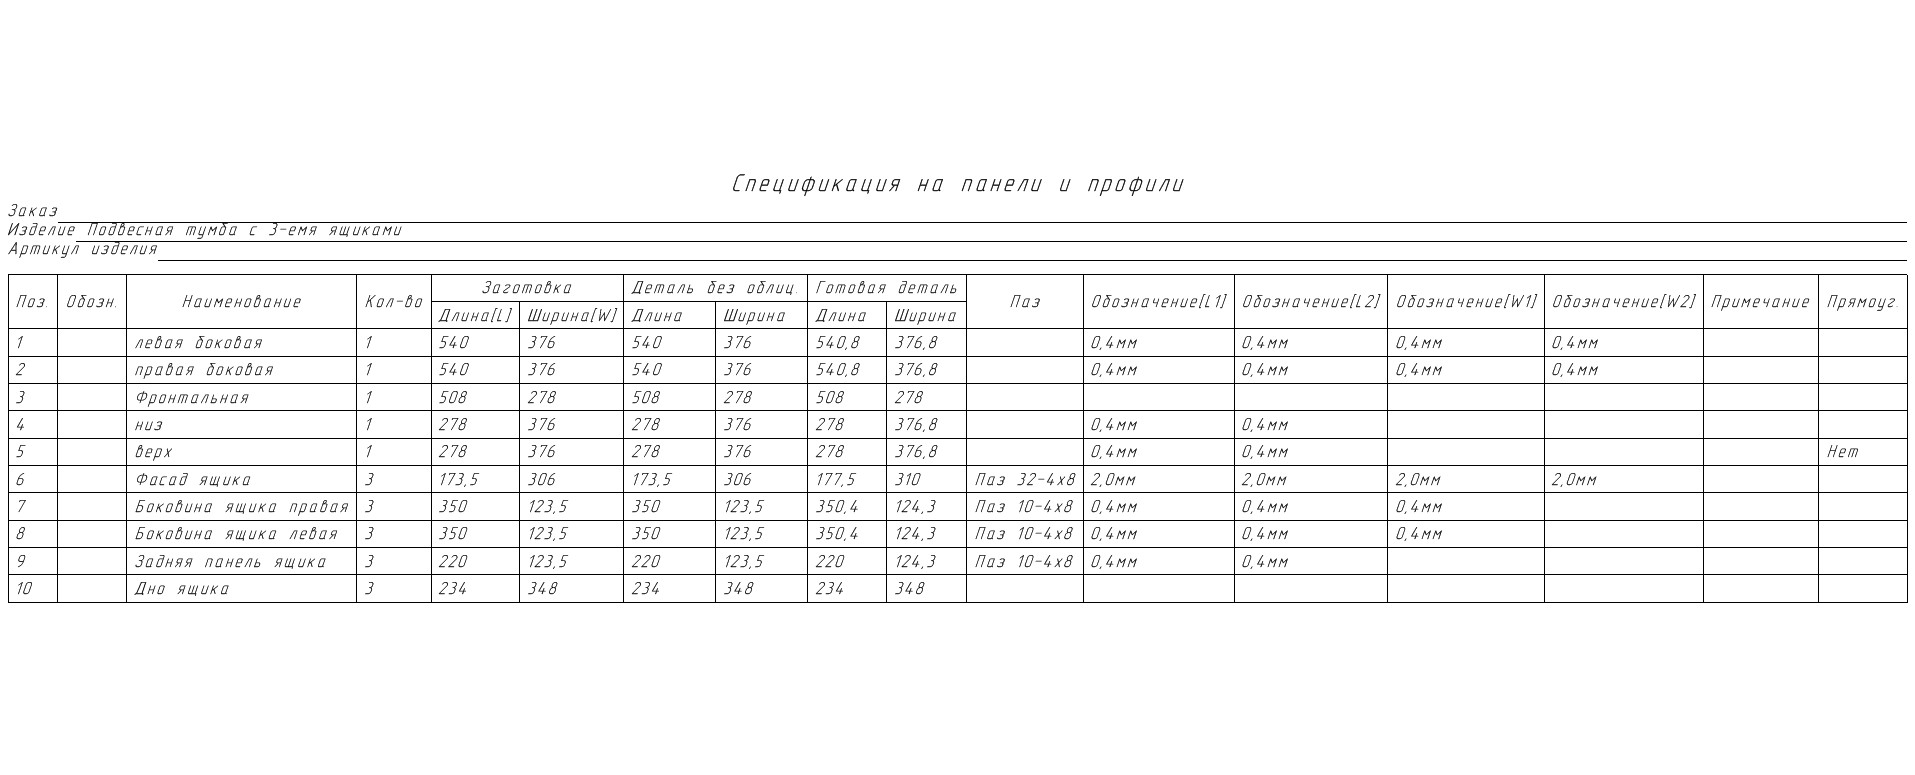 Спецификация на панели и профили
Заказ
Изделие Подвесная тумба с 3-емя ящиками
Артикул изделия
Поз. Обозн. Наименование Кол-во Заготовка Деталь без облиц. Готовая деталь Паз Обозначение[L1] Обозначение[L2] Обозначение[W1] Обозначение[W2] Примечание Прямоуг.
Длина[L] Ширина[W] Длина Ширина Длина Ширина
1 левая боковая 1 540 376 540 376 540,8 376,8 0,4мм 0,4мм 0,4мм 0,4мм
2 правая боковая 1 540 376 540 376 540,8 376,8 0,4мм 0,4мм 0,4мм 0,4мм
3 Фронтальная 1 508 278 508 278 508 278
4 низ 1 278 376 278 376 278 376,8 0,4мм 0,4мм
5 верх 1 278 376 278 376 278 376,8 0,4мм 0,4мм Нет
6 Фасад ящика 3 173,5 306 173,5 306 177,5 310 Паз 32-4х8 2,0мм 2,0мм 2,0мм 2,0мм
7 Боковина ящика правая 3 350 123,5 350 123,5 350,4 124,3 Паз 10-4х8 0,4мм 0,4мм 0,4мм
8 Боковина ящика левая 3 350 123,5 350 123,5 350,4 124,3 Паз 10-4х8 0,4мм 0,4мм 0,4мм
9 Задняя панель ящика 3 220 123,5 220 123,5 220 124,3 Паз 10-4х8 0,4мм 0,4мм
10 Дно ящика 3 234 348 234 348 234 348